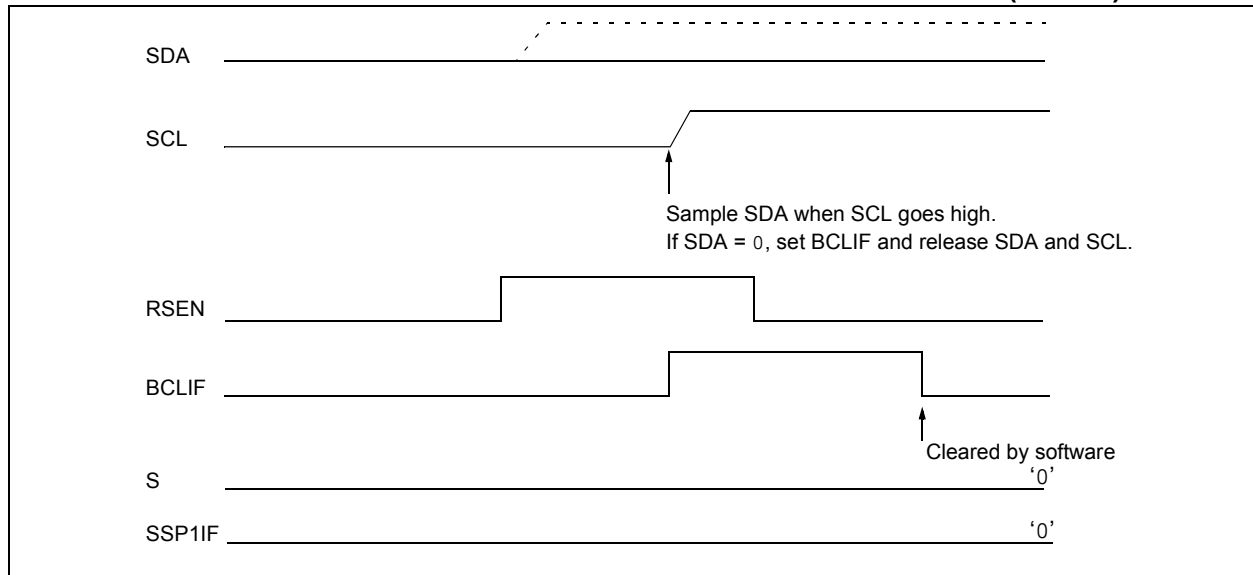 SDA
SCL
Sample SDA when SCL goes high.
If SDA = 0, set BCLIF and release SDA and SCL.
RSEN
BCLIF
Cleared by software
S
‘0’
SSP1IF
‘0’